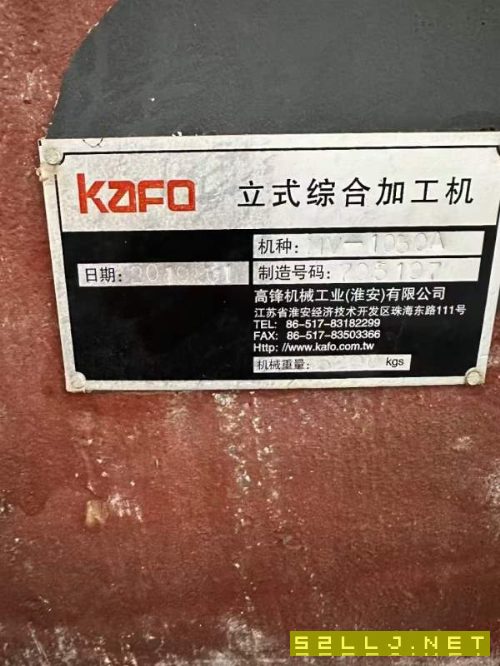 KAFO 立式综合加工机
机种:
日期: 制造号码:
高锋机械工业(淮安)有限公司
江苏省淮安经济技术开发区珠海东路111号
TEL: 86-517-83182299
FAX: 86-517-83503366
Http: //www.kafo.com.tw
机械重量: kgs
S2LLJ.NET